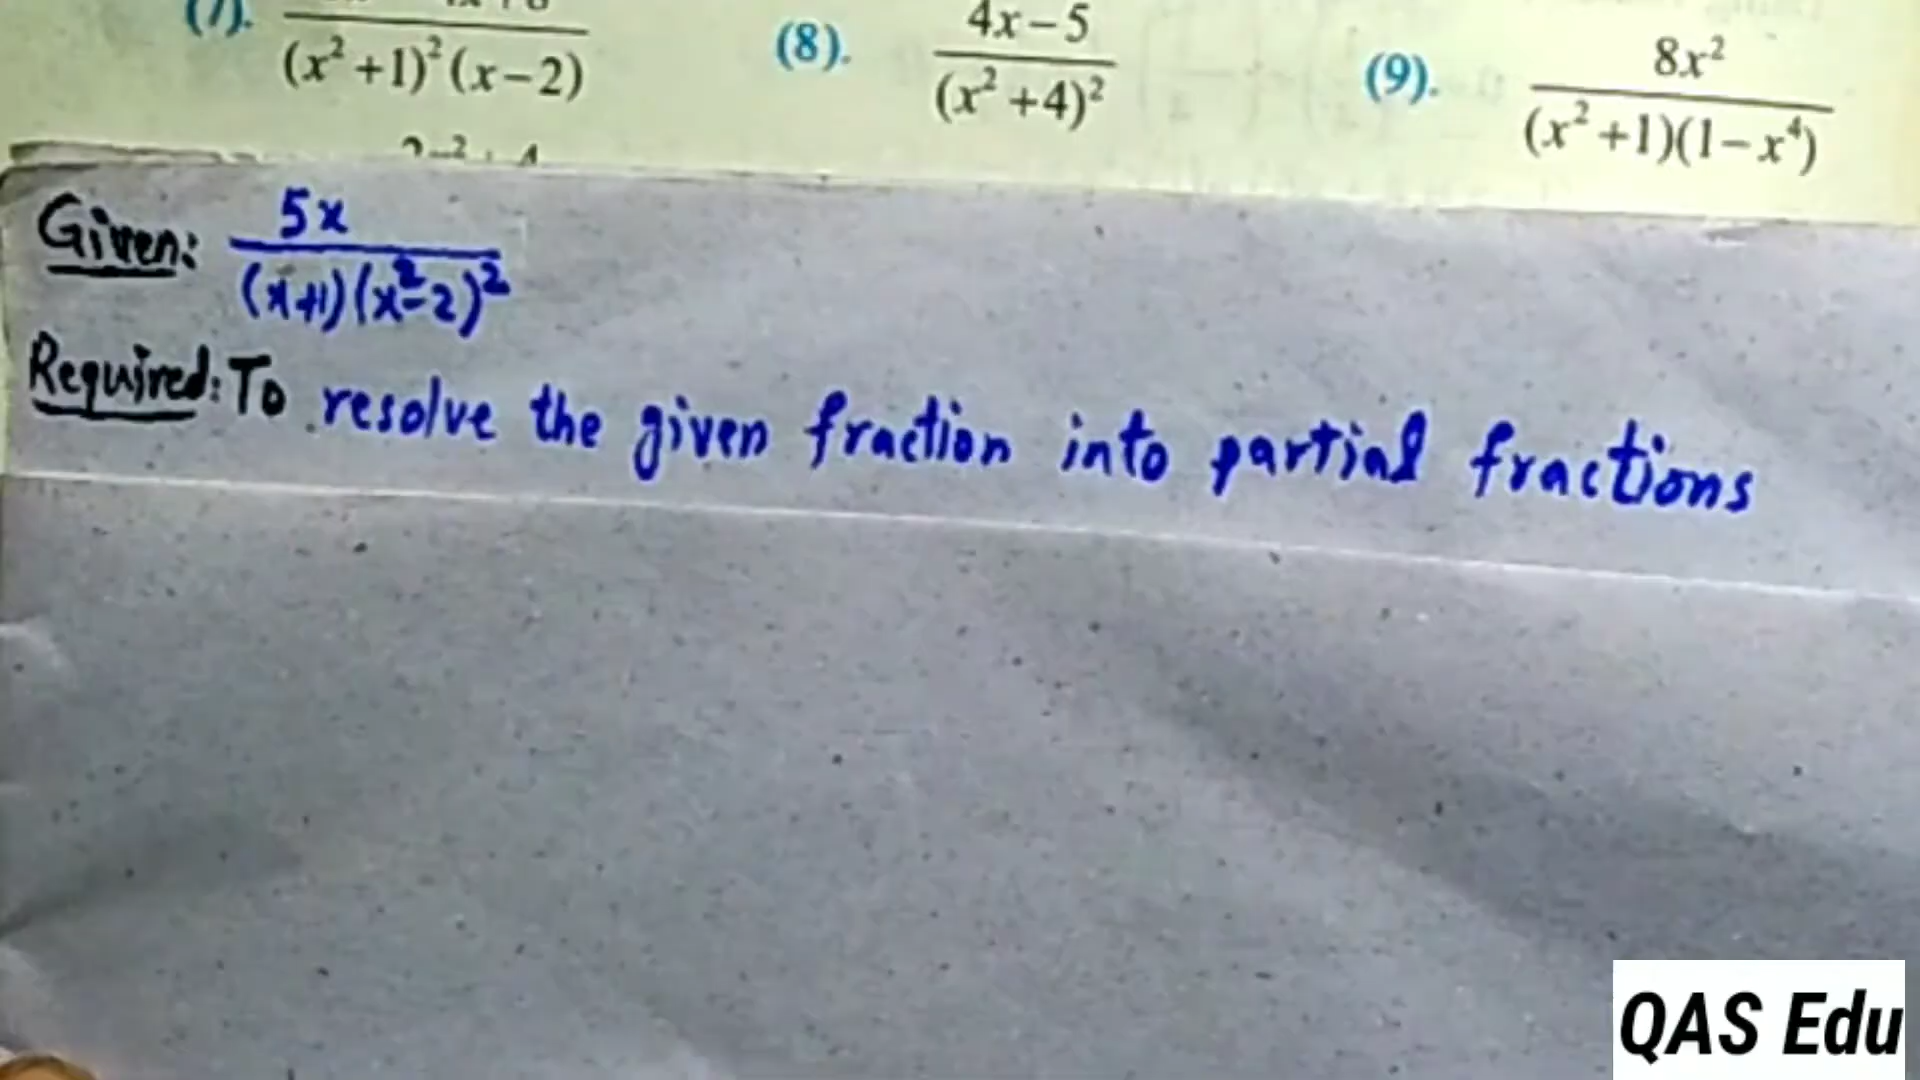 (7). (x²+1)²(x−2)
(8). 4x−5 / (x²+4)²
(9). 8x² / (x²+1)(1−x⁴)
Given: 5x / (x+1)(x²-2)²
Required: To resolve the given fraction into partial fractions
QAS Edu